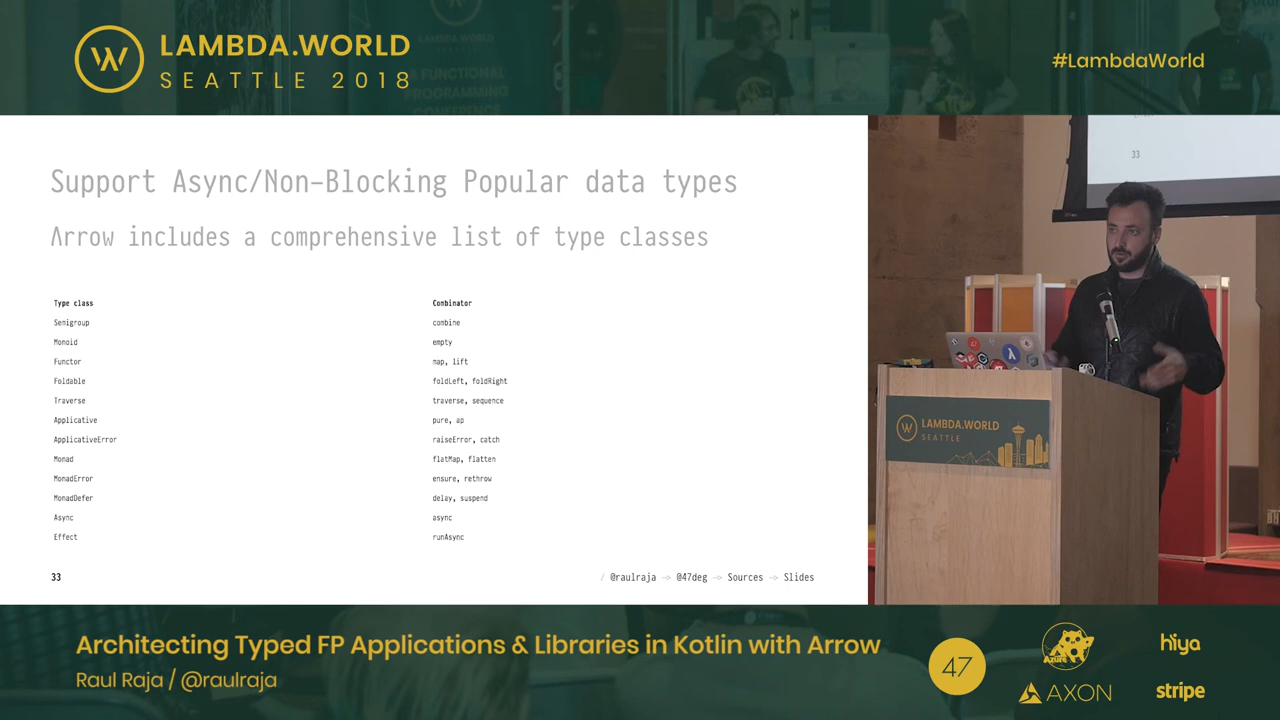 LAMBDA.WORLD
SEATTLE 2018
#LambdaWorld
Support Async/Non-Blocking Popular data types
Λrrow includes a comprehensive list of type classes
Type class Combinator
Semigroup combine
Monoid empty
Functor map, lift
Foldable foldLeft, foldRight
Traverse traverse, sequence
Applicative pure, ap
ApplicativeError raiseError, catch
Monad flatMap, flatten
MonadError ensure, rethrow
MonadDefer delay, suspend
Async async
Effect runAsync
33
/ @raulraja -> @47deg -> Sources -> Slides
33
LAMBDA.WORLD
SEATTLE
Architecting Typed FP Applications & Libraries in Kotlin with Arrow
Raul Raja / @raulraja
47
Azure
hiya
AXON
stripe